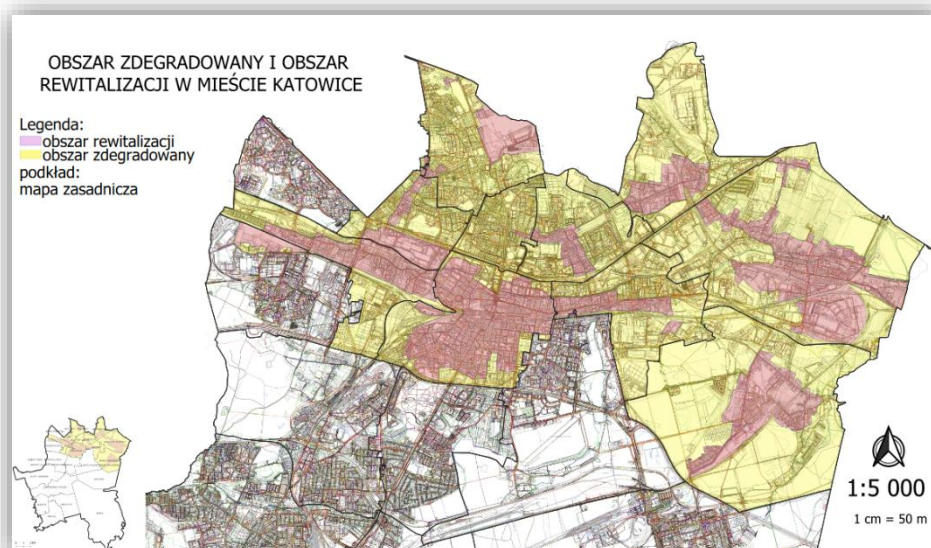 OBSZAR ZDEGRADOWANY I OBSZAR
REWITALIZACJI W MIEŚCIE KATOWICE
Legenda:
obszar rewitalizacji
obszar zdegradowany
podkład:
mapa zasadnicza
1:5 000
1 cm = 50 m